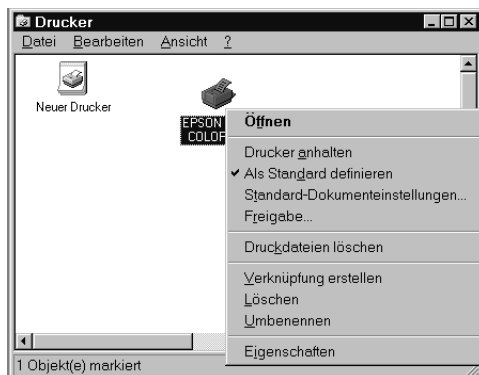 Drucker
Datei Bearbeiten Ansicht ?
Neuer Drucker
EPSON
Öffnen
Drucker anhalten
Als Standard definieren
Standard-Dokumenteinstellungen...
Freigabe...
Druckdateien löschen
Verknüpfung erstellen
Löschen
Umbenennen
Eigenschaften
1 Objekt(e) markiert